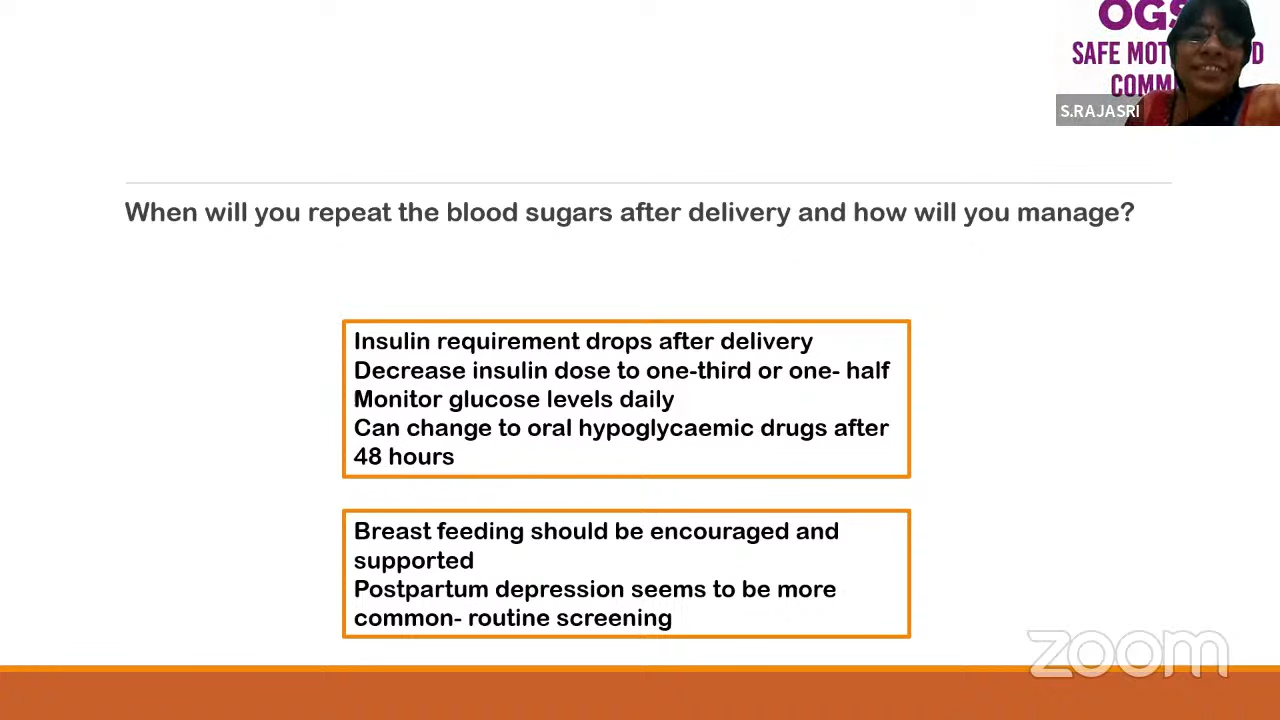 OGS
SAFE MOT D
COMM
S.RAJASRI
When will you repeat the blood sugars after delivery and how will you manage?
Insulin requirement drops after delivery
Decrease insulin dose to one-third or one- half
Monitor glucose levels daily
Can change to oral hypoglycaemic drugs after
48 hours
Breast feeding should be encouraged and
supported
Postpartum depression seems to be more
common- routine screening
zoom